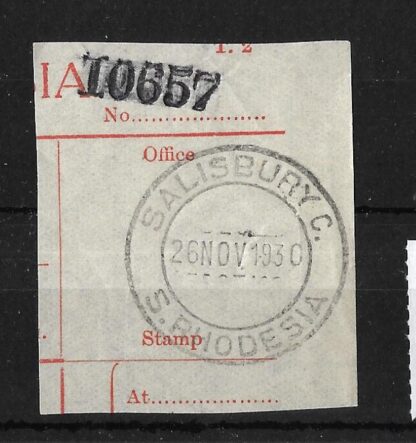 T. 2
IA 10657
No.
Office
SALISBURY C.
26 NOV 1930
S. RHODESIA
Stamp
At